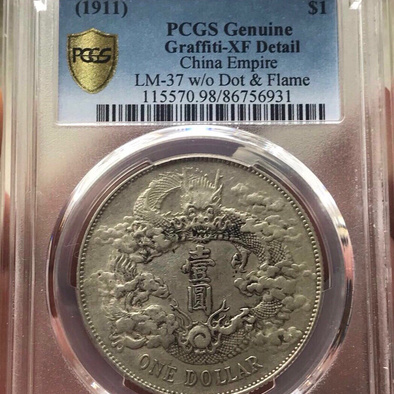 (1911) $1
PCGS Genuine
Graffiti-XF Detail
China Empire
LM-37 w/o Dot & Flame
115570.98/86756931
PCGS
壹
圓
ONE DOLLAR